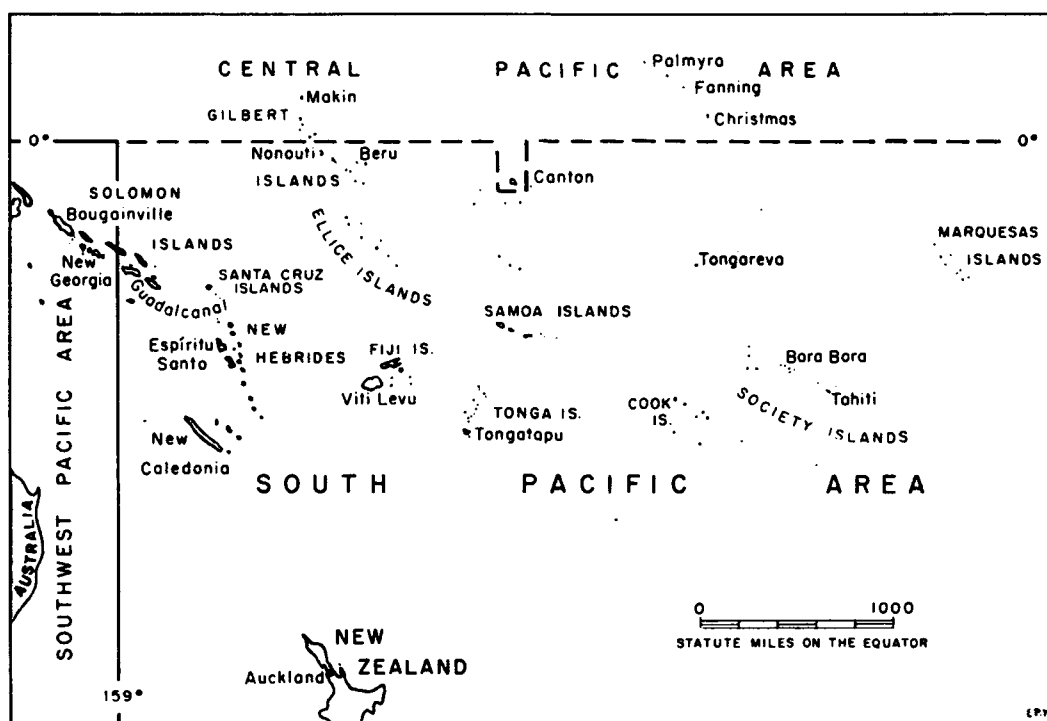 CENTRAL PACIFIC AREA
Palmyra
Fanning
Makin
GILBERT
Christmas
0° 0°
Nonouti Beru
ISLANDS
Canton
SOLOMON
Bougainville
ISLANDS
New
Georgia
Guadalcanal
SANTA CRUZ
ISLANDS
ELLICE ISLANDS
MARQUESAS
ISLANDS
Tongareva
SAMOA ISLANDS
NEW
HEBRIDES
Espíritu
Santo
FIJI IS.
Viti Levu
Bora Bora
Tahiti
SOCIETY ISLANDS
COOK
IS.
TONGA IS.
Tongatapu
New
Caledonia
SOUTH PACIFIC AREA
SOUTHWEST PACIFIC AREA
AUSTRALIA
0 1000
STATUTE MILES ON THE EQUATOR
NEW
ZEALAND
Auckland
159°